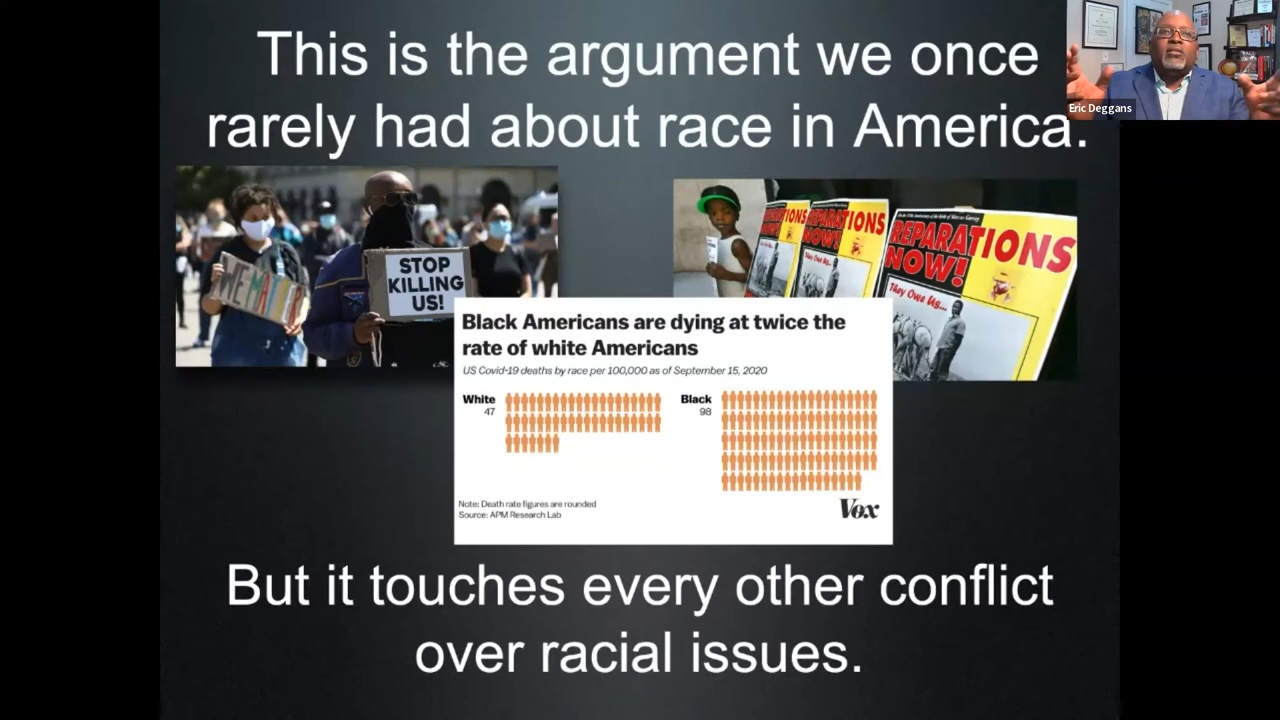 This is the argument we once
rarely had about race in America.
Eric Deggans
WE MATTER
STOP
KILLING
US!
REPARATIONS
NOW!
They Owe Us...
REPARATIONS
NOW!
Black Americans are dying at twice the
rate of white Americans
US Covid-19 deaths by race per 100,000 as of September 15, 2020
White
47
Black
98
Note: Death rate figures are rounded
Source: APM Research Lab
Vox
But it touches every other conflict
over racial issues.